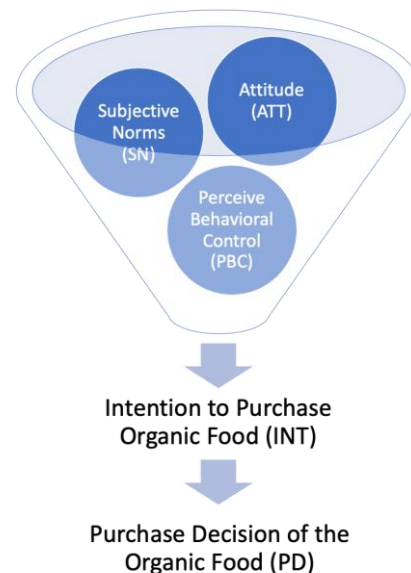 Subjective
Norms
(SN)
Attitude
(ATT)
Perceive
Behavioral
Control
(PBC)
Intention to Purchase
Organic Food (INT)
Purchase Decision of the
Organic Food (PD)